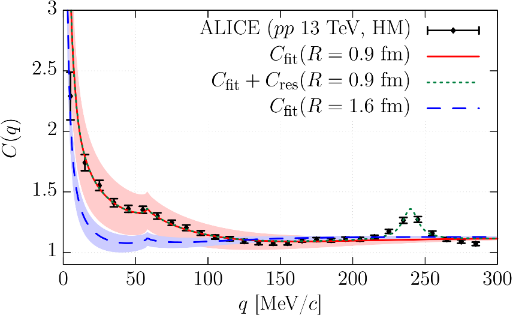 3
2.5
2
1.5
1
C(q)
ALICE (pp 13 TeV, HM)
C_fit(R = 0.9 fm)
C_fit + C_res(R = 0.9 fm)
C_fit(R = 1.6 fm)
0 50 100 150 200 250 300
q [MeV/c]